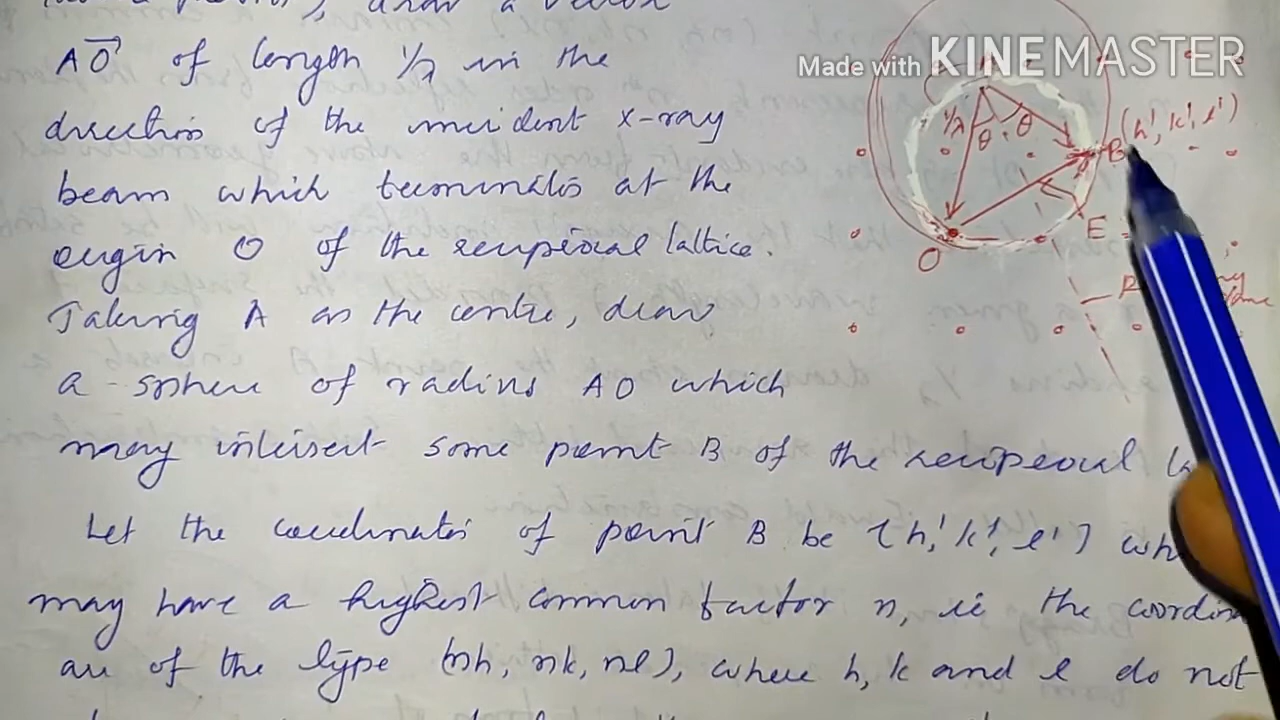 draw a vector
AO of length 1/λ in the
direction of the incident x-ray
beam which terminates at the
origin O of the reciprocal lattice.
Taking A as the centre, draw
a sphere of radius AO which
may intersect some point B of the reciprocal
Let the coordinates of point B be (h', k', l')
may have a highest common factor n, ie the
are of the type (nh, nk, nl), where h, k and l do not
Made with KINEMASTER
1/λ
θ
θ
B (h', k', l')
E
O